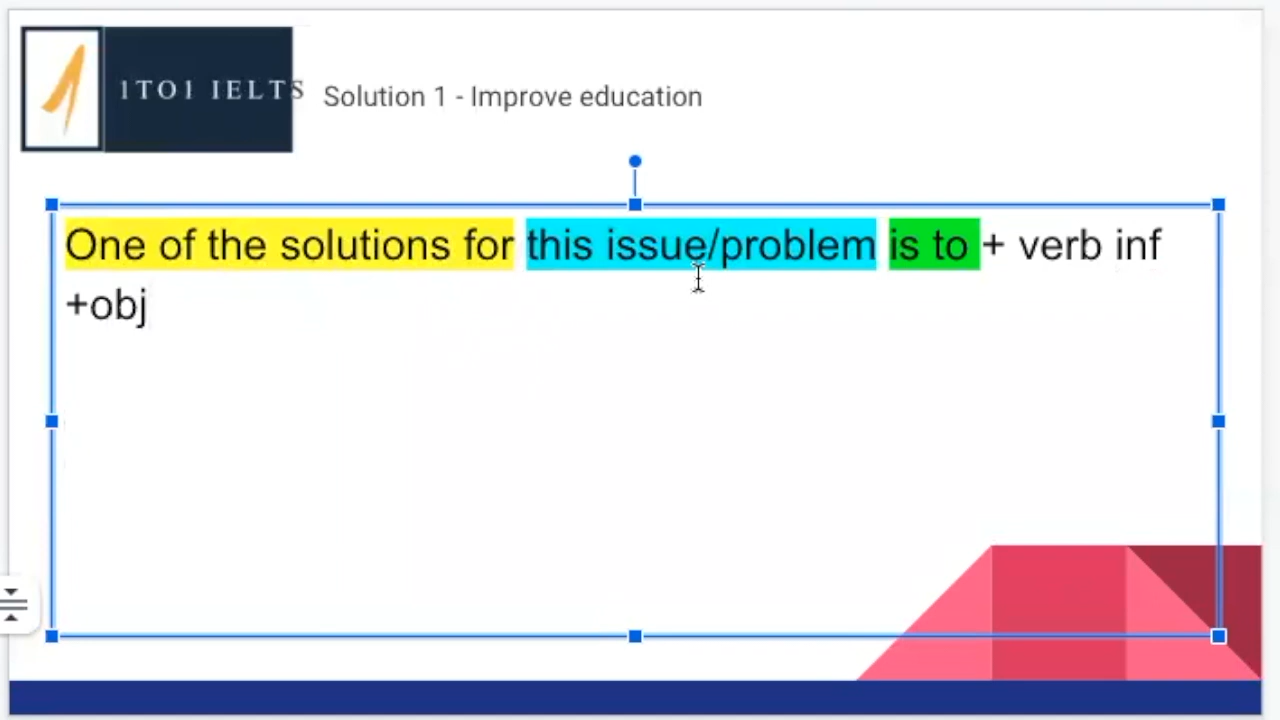 1TO1 IELTS
Solution 1 - Improve education
One of the solutions for this issue/problem is to + verb inf
+obj